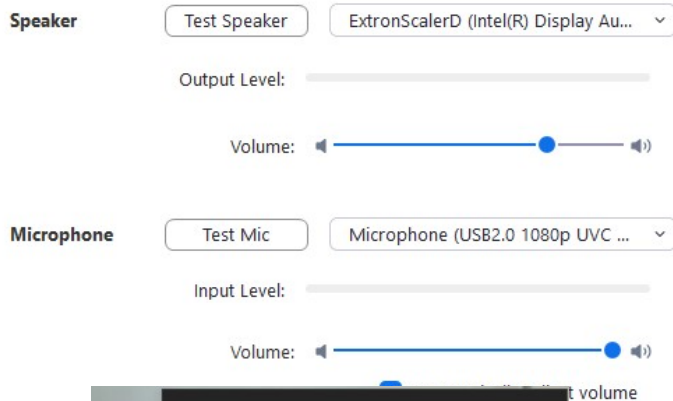 Speaker Test Speaker ExtronScalerD (Intel(R) Display Au...
Output Level:
Volume:
Microphone Test Mic Microphone (USB2.0 1080p UVC ...
Input Level:
Volume:
volume